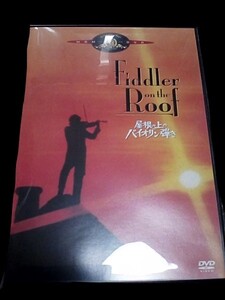 Fiddler
on the
Roof
屋根の上の
バイオリン弾き
DVD